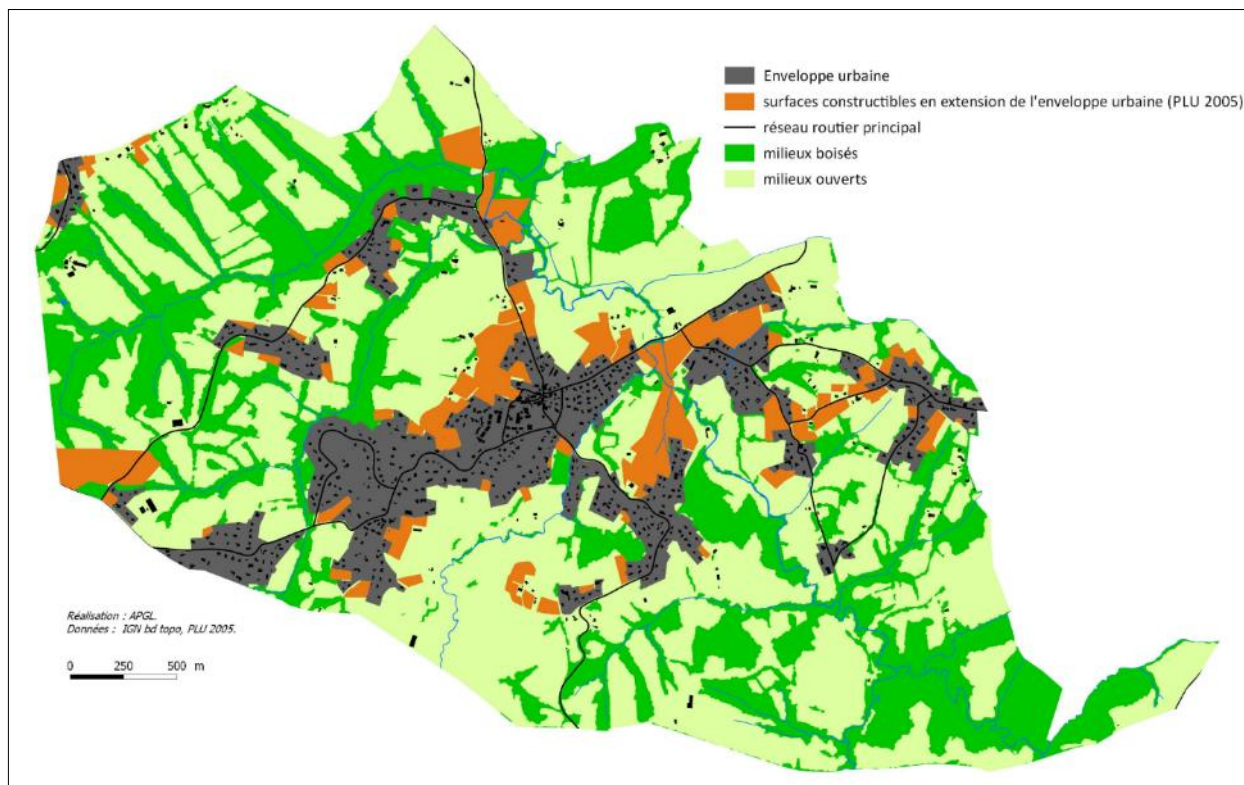 Enveloppe urbaine
surfaces constructibles en extension de l'enveloppe urbaine (PLU 2005)
réseau routier principal
milieux boisés
milieux ouverts
Réalisation : APGL.
Données : IGN bd topo, PLU 2005.
0 250 500 m